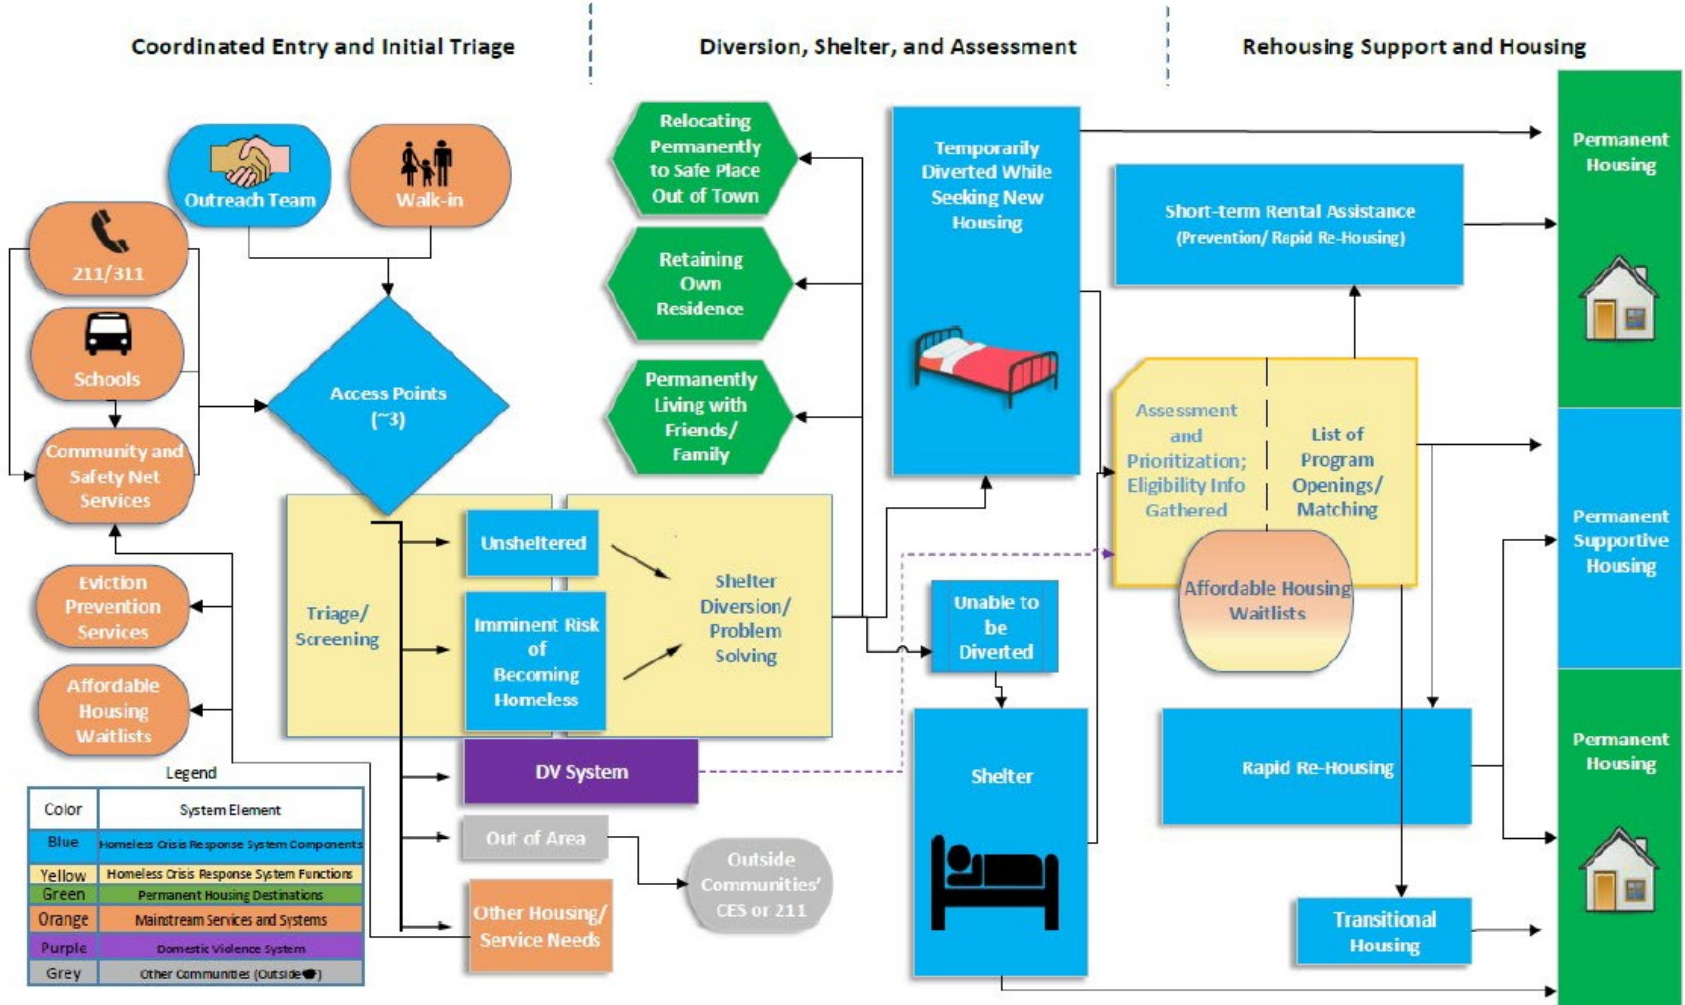 Coordinated Entry and Initial Triage
Diversion, Shelter, and Assessment
Rehousing Support and Housing
Outreach Team
Walk-in
211/311
Schools
Community and
Safety Net
Services
Eviction
Prevention
Services
Affordable
Housing
Waitlists
Access Points
(~3)
Triage/
Screening
Unsheltered
Imminent Risk
of
Becoming
Homeless
Shelter
Diversion/
Problem
Solving
DV System
Out of Area
Other Housing/
Service Needs
Outside
Communities'
CES or 211
Relocating
Permanently
to Safe Place
Out of Town
Retaining
Own
Residence
Permanently
Living with
Friends/
Family
Temporarily
Diverted While
Seeking New
Housing
Unable to
be
Diverted
Shelter
Short-term Rental Assistance
(Prevention/ Rapid Re-Housing)
Assessment
and
Prioritization;
Eligibility Info
Gathered
List of
Program
Openings/
Matching
Affordable Housing
Waitlists
Rapid Re-Housing
Transitional
Housing
Permanent
Housing
Permanent
Supportive
Housing
Permanent
Housing
Legend
Color System Element
Blue Homeless Crisis Response System Components
Yellow Homeless Crisis Response System Functions
Green Permanent Housing Destinations
Orange Mainstream Services and Systems
Purple Domestic Violence System
Grey Other Communities (Outside )